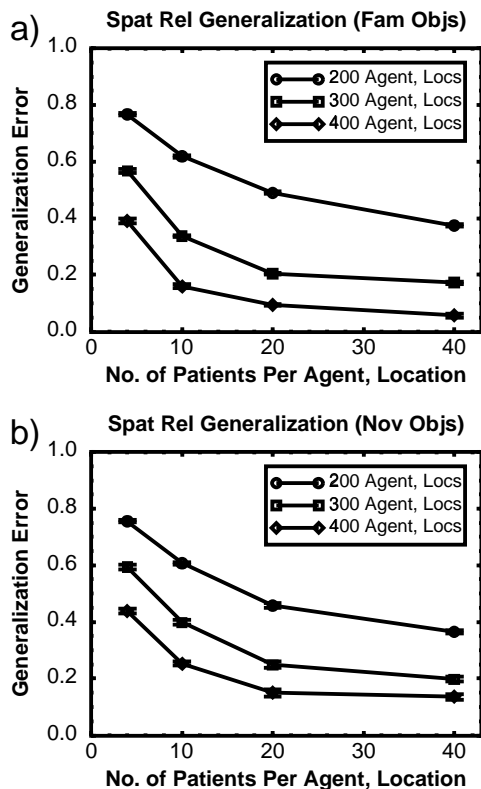 a)
Spat Rel Generalization (Fam Objs)
Generalization Error
1.0
0.8
0.6
0.4
0.2
0.0
200 Agent, Locs
300 Agent, Locs
400 Agent, Locs
0 10 20 30 40
No. of Patients Per Agent, Location
b)
Spat Rel Generalization (Nov Objs)
Generalization Error
1.0
0.8
0.6
0.4
0.2
0.0
200 Agent, Locs
300 Agent, Locs
400 Agent, Locs
0 10 20 30 40
No. of Patients Per Agent, Location